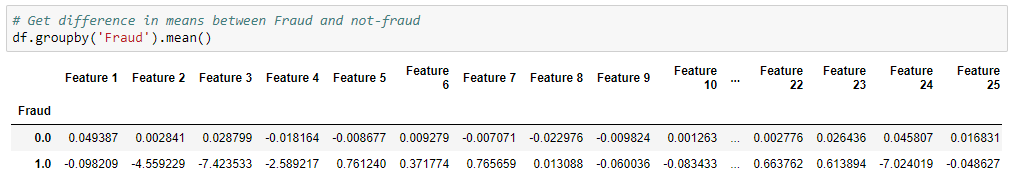 # Get difference in means between Fraud and not-fraud
df.groupby('Fraud').mean()
Feature 1 Feature 2 Feature 3 Feature 4 Feature 5 Feature 6 Feature 7 Feature 8 Feature 9 Feature 10 ... Feature 22 Feature 23 Feature 24 Feature 25
Fraud
0.0 0.049387 0.002841 0.028799 -0.018164 -0.008677 0.009279 -0.007071 -0.022976 -0.009824 0.001263 ... 0.002776 0.026436 0.045807 0.016831
1.0 -0.098209 -4.559229 -7.423533 -2.589217 0.761240 0.371774 0.765659 0.013088 -0.060036 -0.083433 ... 0.663762 0.613894 -7.024019 -0.048627